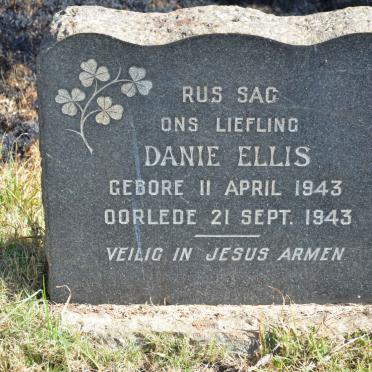 RUS SAG
ONS LIEFLING
DANIE ELLIS
GEBORE 11 APRIL 1943
OORLEDE 21 SEPT. 1943
VEILIG IN JESUS ARMEN